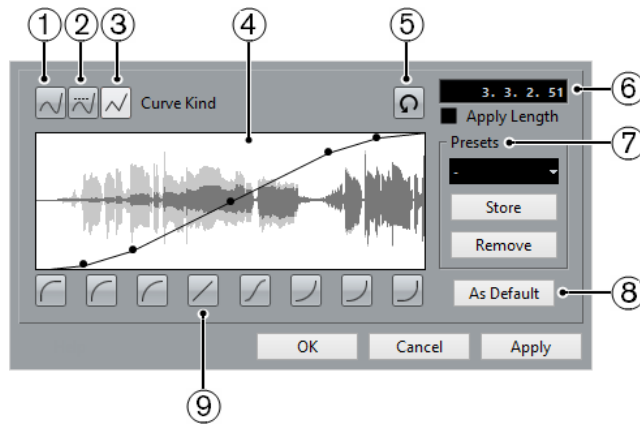 ① ② ③ ④ ⑤
Curve Kind
3. 3. 2. 51 ⑥
Apply Length
Presets ⑦
-
Store
Remove
As Default ⑧
OK Cancel Apply
⑨